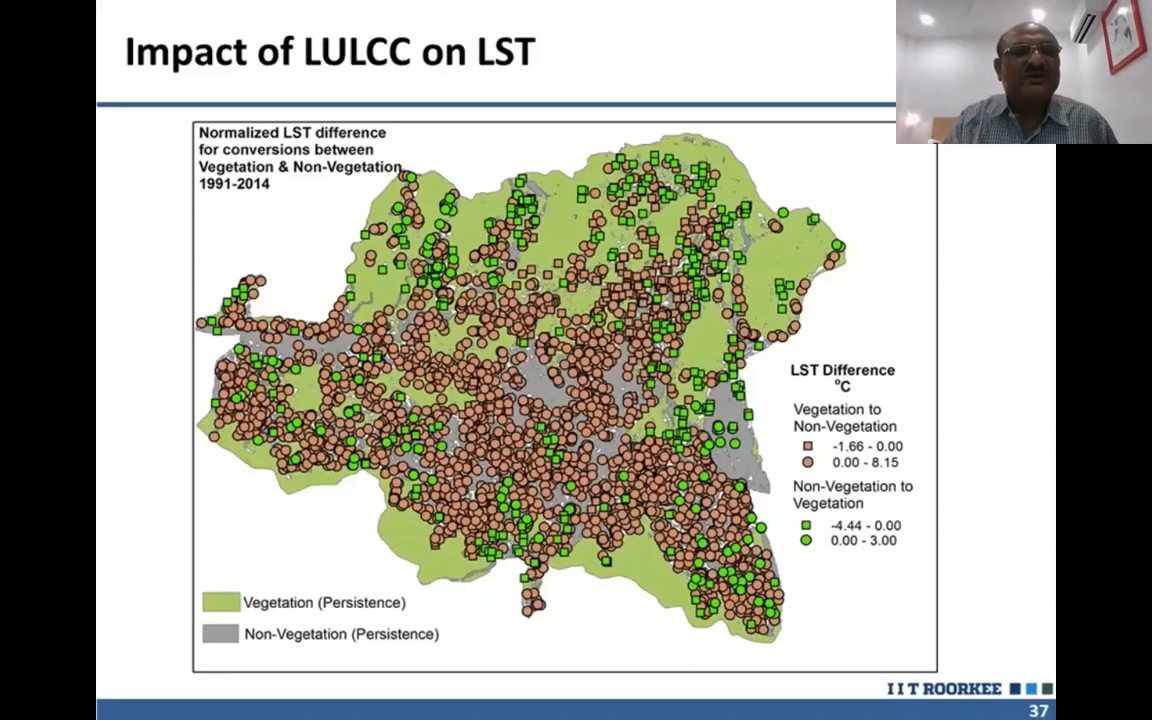 Impact of LULCC on LST
Normalized LST difference
for conversions between
Vegetation & Non-Vegetation
1991-2014
LST Difference
°C
Vegetation to
Non-Vegetation
-1.66 - 0.00
0.00 - 8.15
Non-Vegetation to
Vegetation
-4.44 - 0.00
0.00 - 3.00
Vegetation (Persistence)
Non-Vegetation (Persistence)
IIT ROORKEE
37